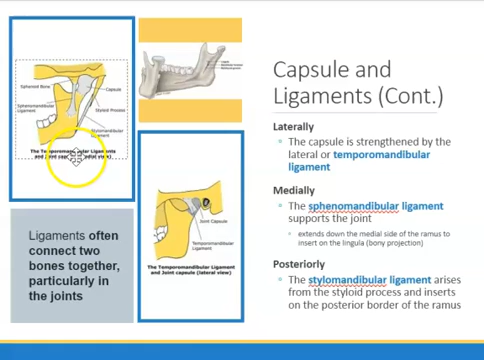 Capsule and
Ligaments (Cont.)
Laterally
The capsule is strengthened by the
lateral or temporomandibular
ligament
Medially
The sphenomandibular ligament
supports the joint
extends down the medial side of the ramus to
insert on the lingula (bony projection)
Posteriorly
The stylomandibular ligament arises
from the styloid process and inserts
on the posterior border of the ramus
Sphenoid Bone
Capsule
Sphenomandibular
Ligament
Styloid Process
Stylomandibular
Ligament
The Temporomandibular Ligaments
and Joint capsule (medial view)
Joint Capsule
Temporomandibular
Ligament
The Temporomandibular Ligament
and Joint capsule (lateral view)
Ligaments often
connect two
bones together,
particularly in
the joints